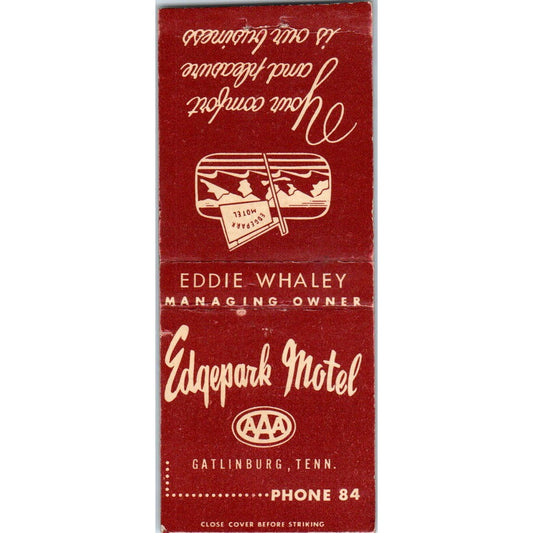 Your comfort
and pleasure
is our business
EDGEPARK
MOTEL
EDDIE WHALEY
MANAGING OWNER
Edgepark Motel
AAA
GATLINBURG, TENN.
PHONE 84
CLOSE COVER BEFORE STRIKING